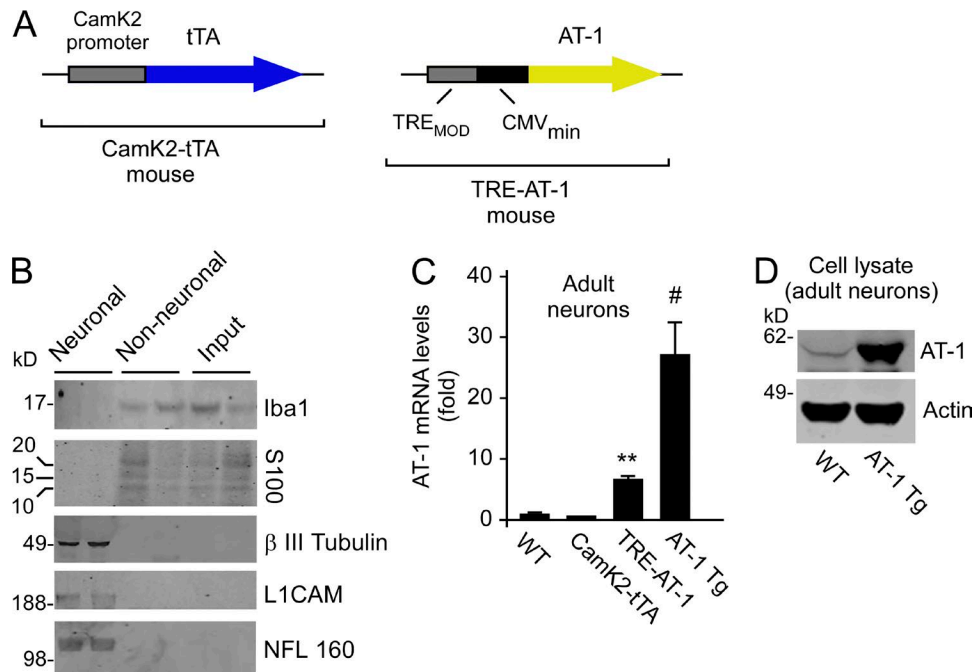 A
CamK2
promoter
tTA
AT-1
TRE MOD
CMV min
CamK2-tTA
mouse
TRE-AT-1
mouse
B
Neuronal
Non-neuronal
Input
kD
17-
Iba1
20
15
10
S100
49-
β III Tubulin
188-
L1CAM
98-
NFL 160
C
AT-1 mRNA levels
(fold)
40
30
20
10
0
Adult
neurons
**
#
WT
CamK2-tTA
TRE-AT-1
AT-1 Tg
D
Cell lysate
(adult neurons)
kD
62-
AT-1
49-
Actin
WT
AT-1 Tg